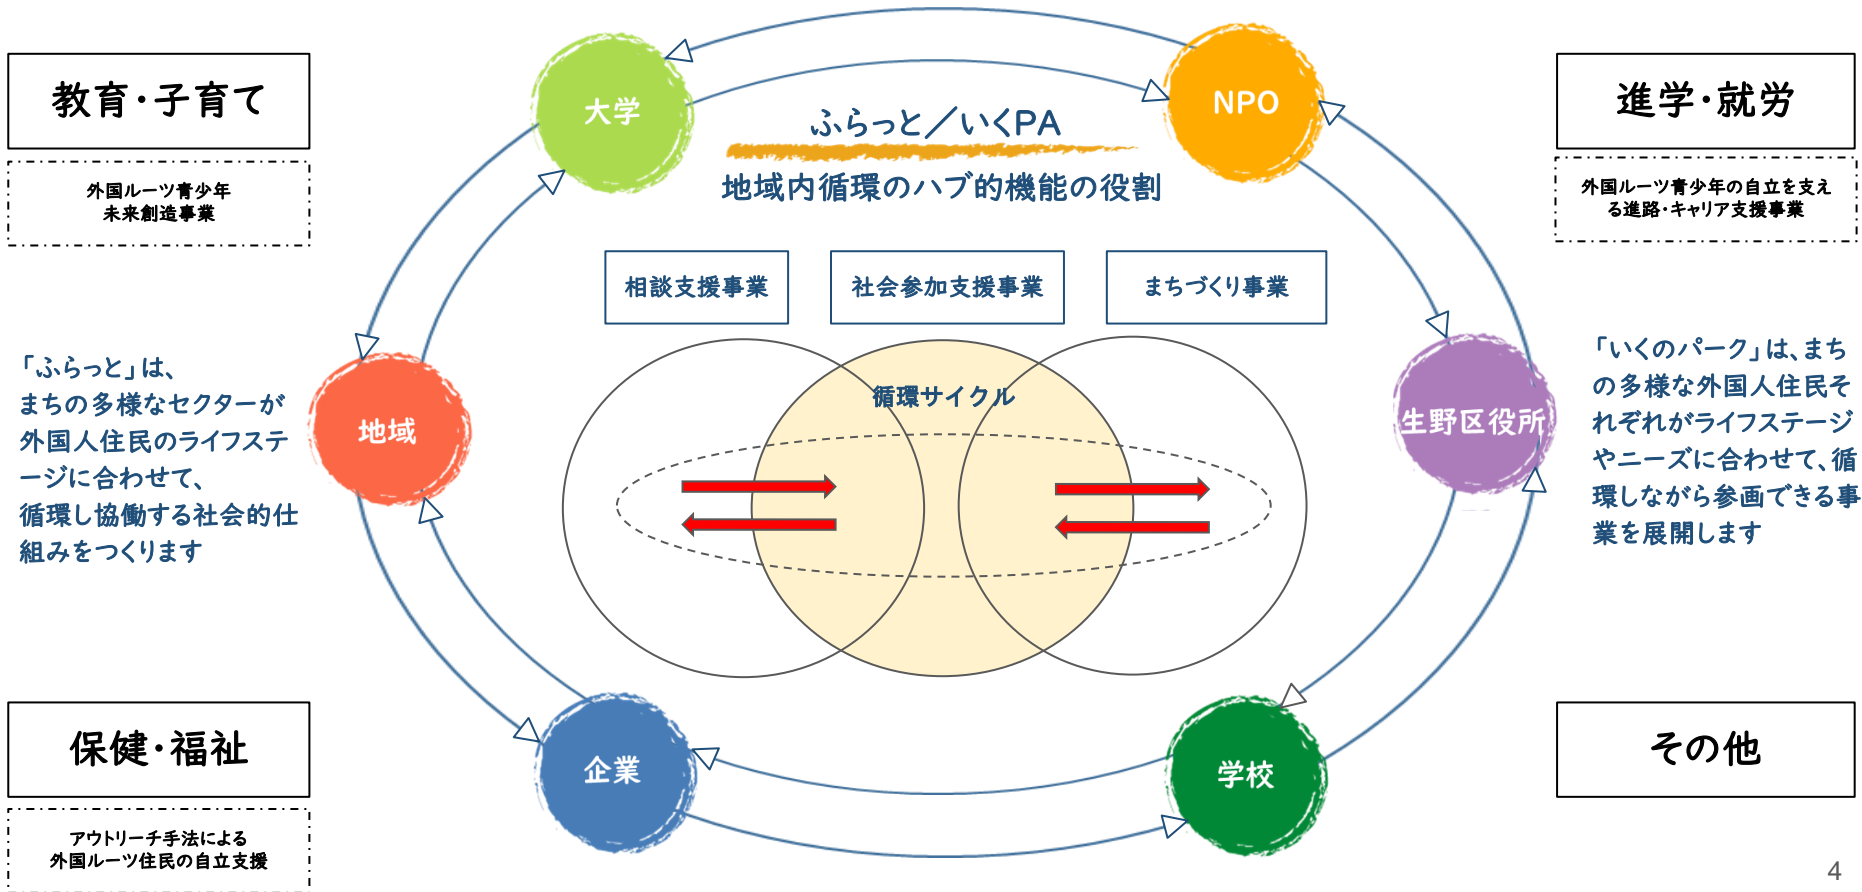 教育・子育て
外国ルーツ青少年
未来創造事業
「ふらっと」は、
まちの多様なセクターが
外国人住民のライフステ
ージに合わせて、
循環し協働する社会的仕
組みをつくります
保健・福祉
アウトリーチ手法による
外国ルーツ住民の自立支援
大学
NPO
ふらっと／いくPA
地域内循環のハブ的機能の役割
相談支援事業
社会参加支援事業
まちづくり事業
循環サイクル
地域
生野区役所
企業
学校
進学・就労
外国ルーツ青少年の自立を支え
る進路・キャリア支援事業
「いくのパーク」は、まち
の多様な外国人住民そ
れぞれがライフステージ
やニーズに合わせて、循
環しながら参画できる事
業を展開します
その他
4